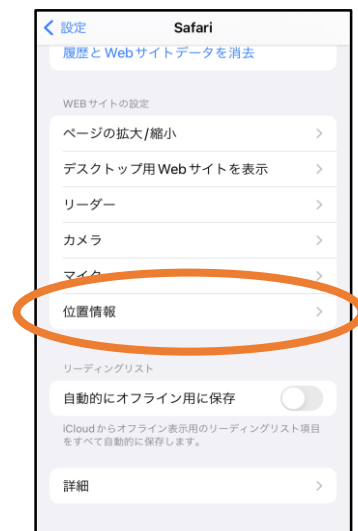 設定 Safari
履歴とWebサイトデータを消去
WEBサイトの設定
ページの拡大/縮小
デスクトップ用Webサイトを表示
リーダー
カメラ
マイク
位置情報
リーディングリスト
自動的にオフライン用に保存
iCloudからオフライン表示用のリーディングリスト項目
をすべて自動的に保存します。
詳細